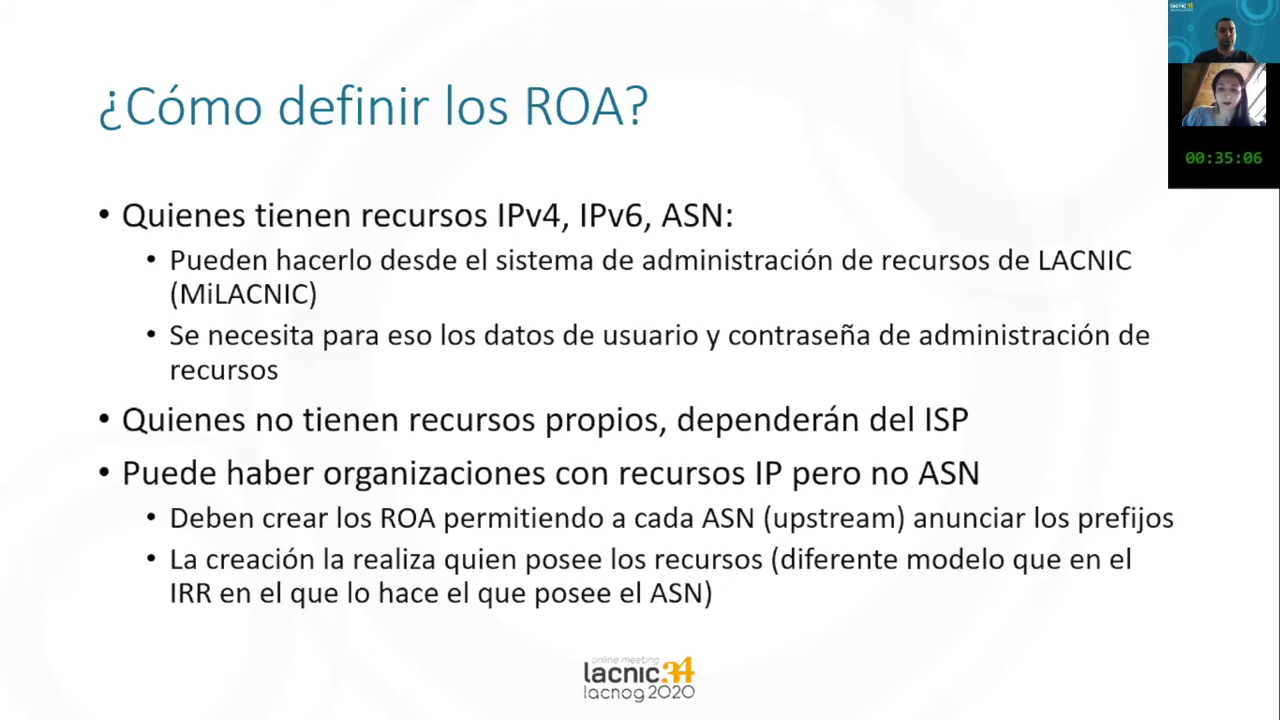 ¿Cómo definir los ROA?
• Quienes tienen recursos IPv4, IPv6, ASN:
• Pueden hacerlo desde el sistema de administración de recursos de LACNIC
(MiLACNIC)
• Se necesita para eso los datos de usuario y contraseña de administración de
recursos
• Quienes no tienen recursos propios, dependerán del ISP
• Puede haber organizaciones con recursos IP pero no ASN
• Deben crear los ROA permitiendo a cada ASN (upstream) anunciar los prefijos
• La creación la realiza quien posee los recursos (diferente modelo que en el
IRR en el que lo hace el que posee el ASN)
online meeting
lacnic34
lacnog2020
lacnic34
00:35:06